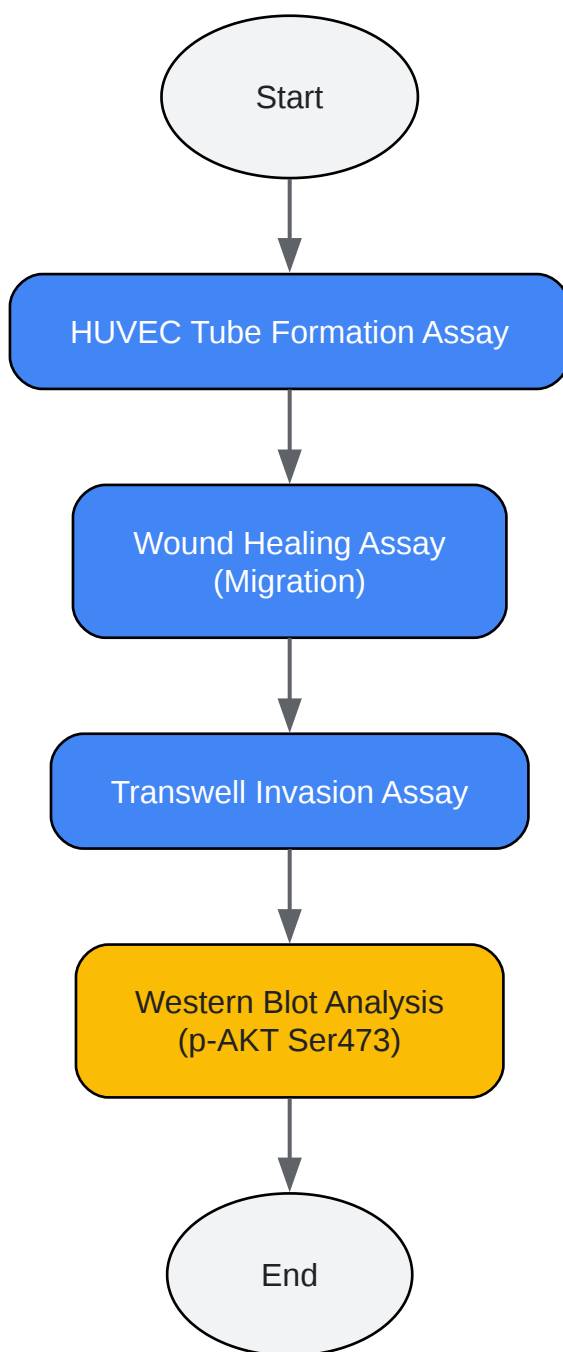 Start
HUVEC Tube Formation Assay
Wound Healing Assay
(Migration)
Transwell Invasion Assay
Western Blot Analysis
(p-AKT Ser473)
End